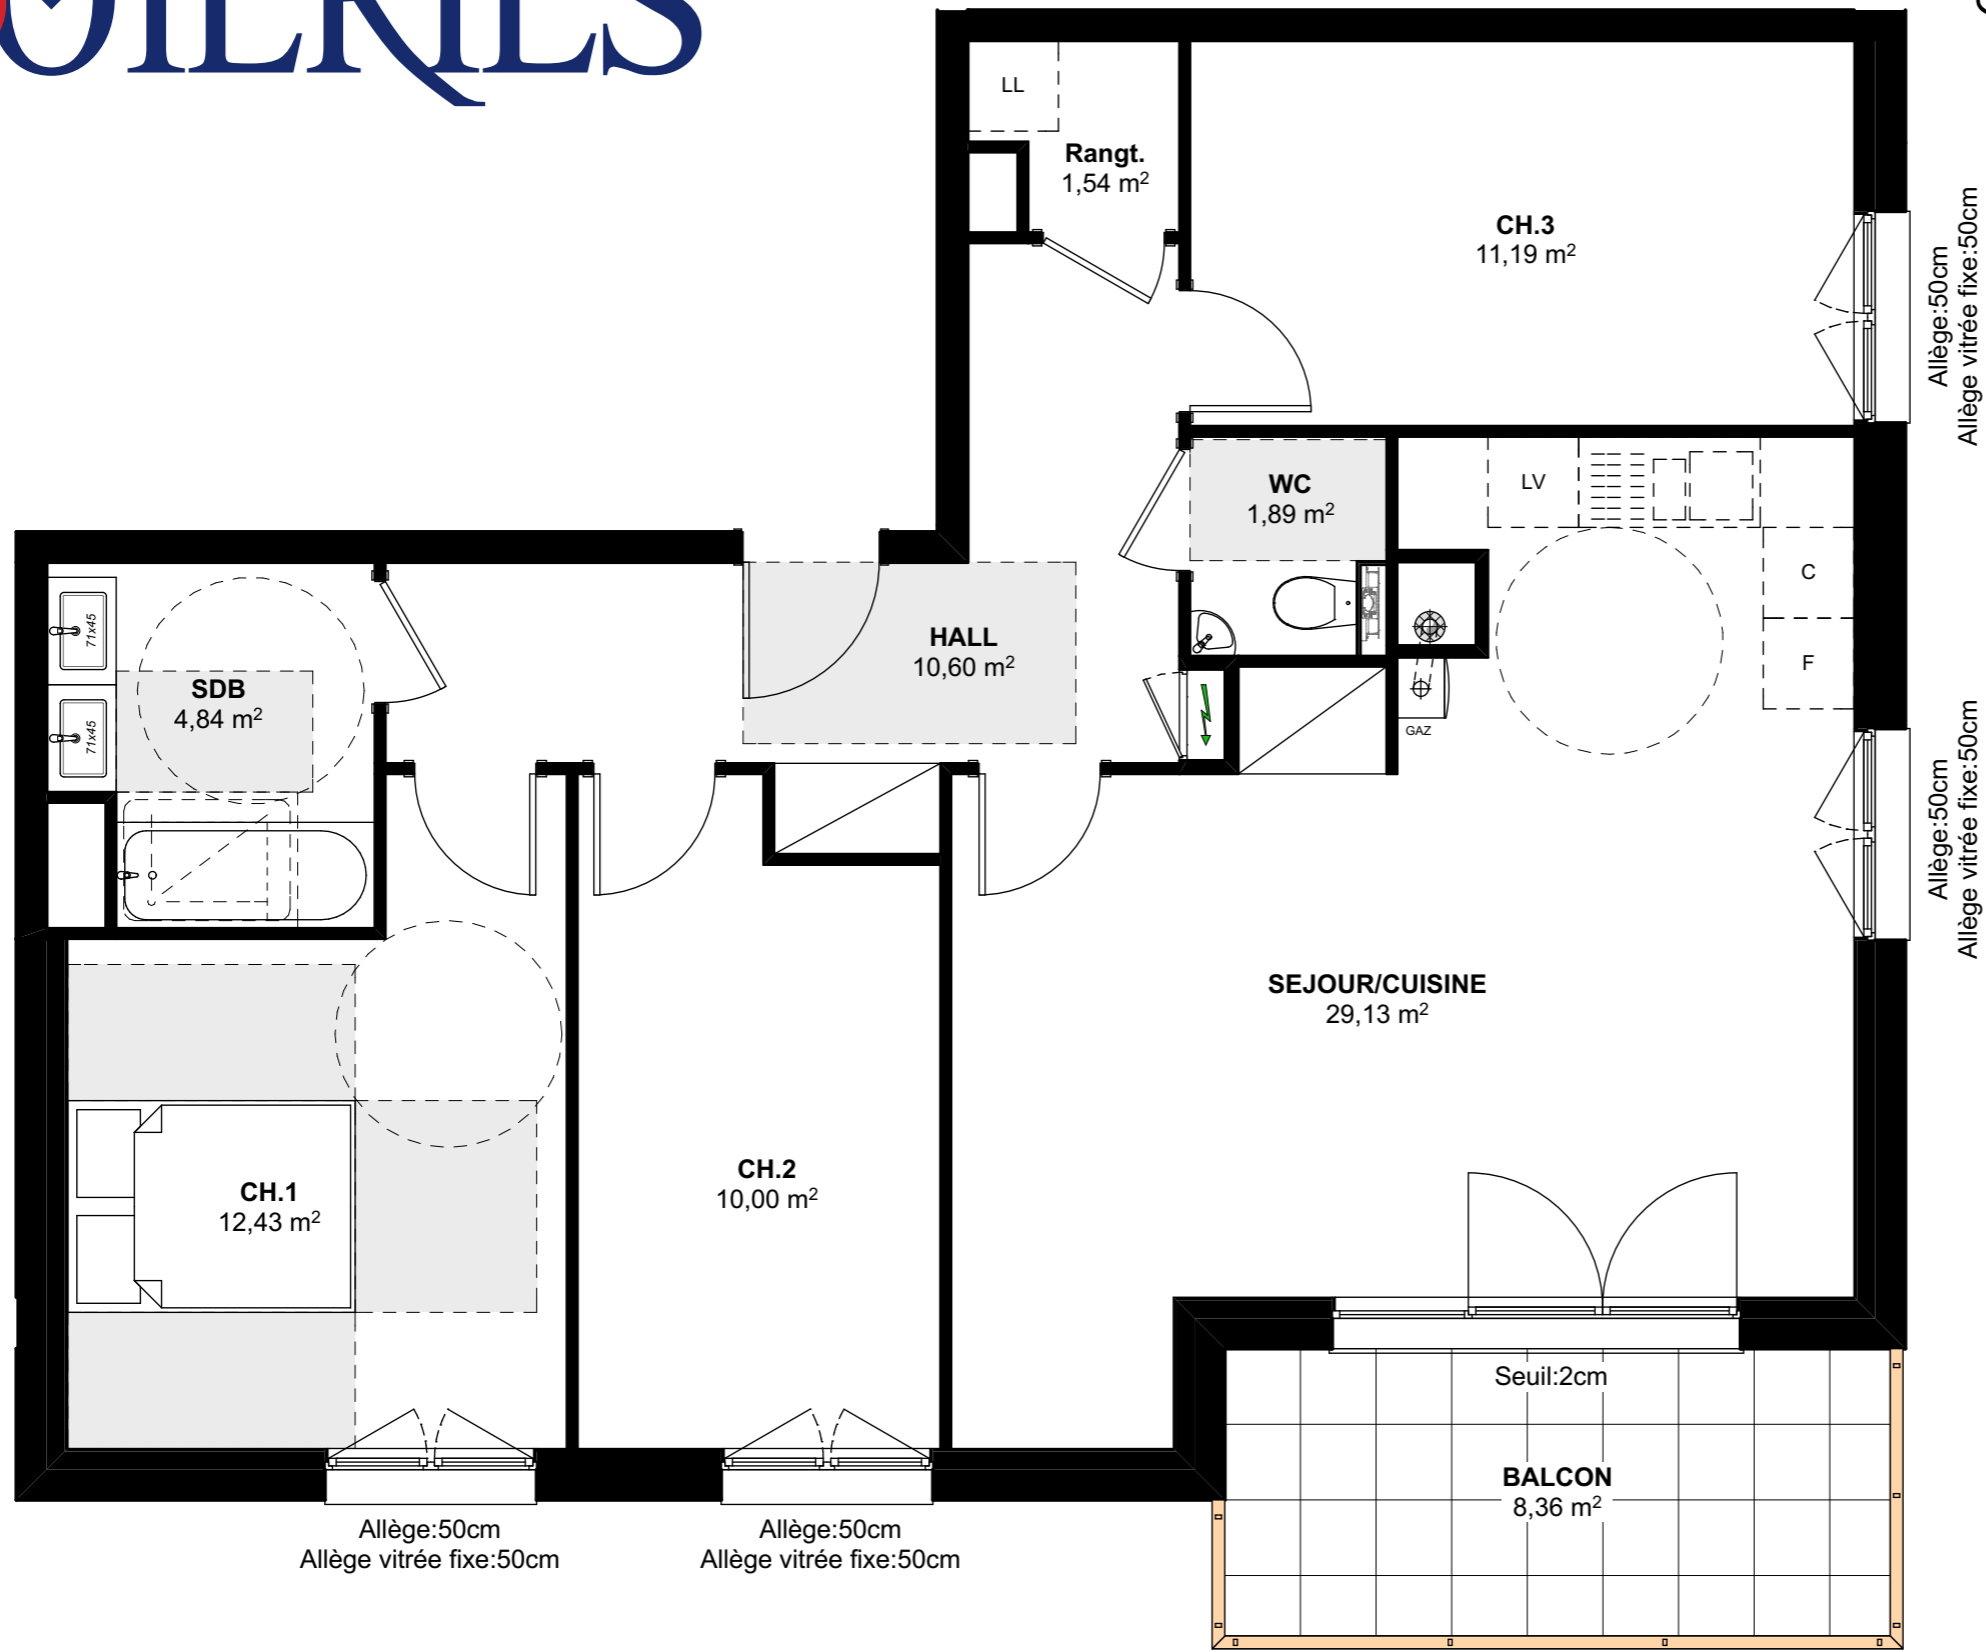 LL
Rangt.
1,54 m²
CH.3
11,19 m²
Allège:50cm
Allège vitrée fixe:50cm
WC
1,89 m²
LV
C
F
HALL
10,60 m²
SDB
4,84 m²
71x45
71x45
GAZ
Allège:50cm
Allège vitrée fixe:50cm
SEJOUR/CUISINE
29,13 m²
CH.2
10,00 m²
CH.1
12,43 m²
Seuil:2cm
BALCON
8,36 m²
Allège:50cm
Allège vitrée fixe:50cm
Allège:50cm
Allège vitrée fixe:50cm